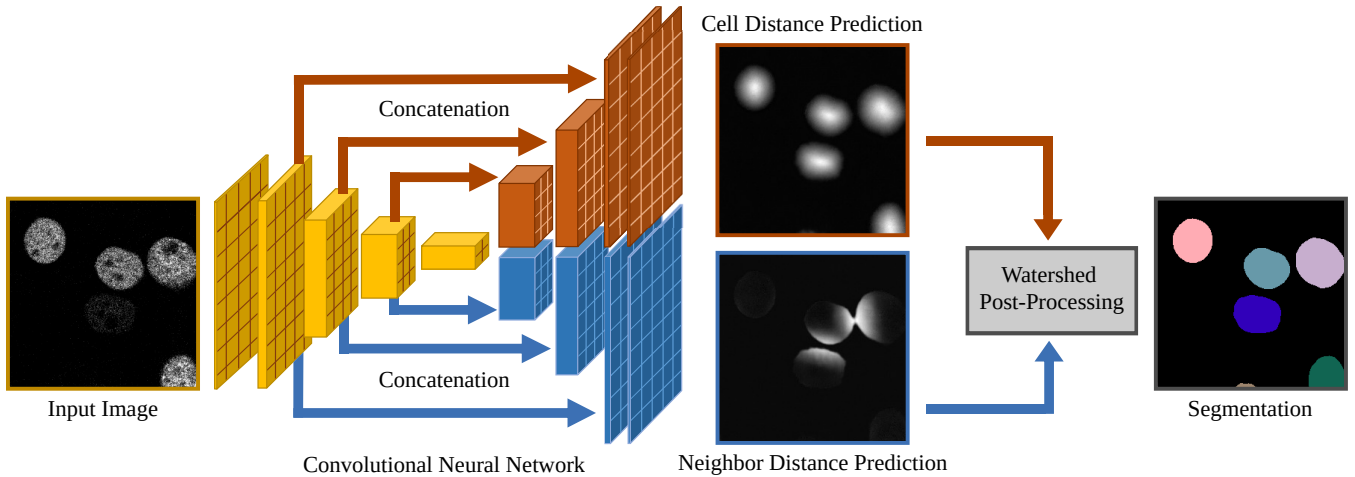 Cell Distance Prediction
Concatenation
Watershed
Post-Processing
Concatenation
Input Image
Segmentation
Convolutional Neural Network
Neighbor Distance Prediction